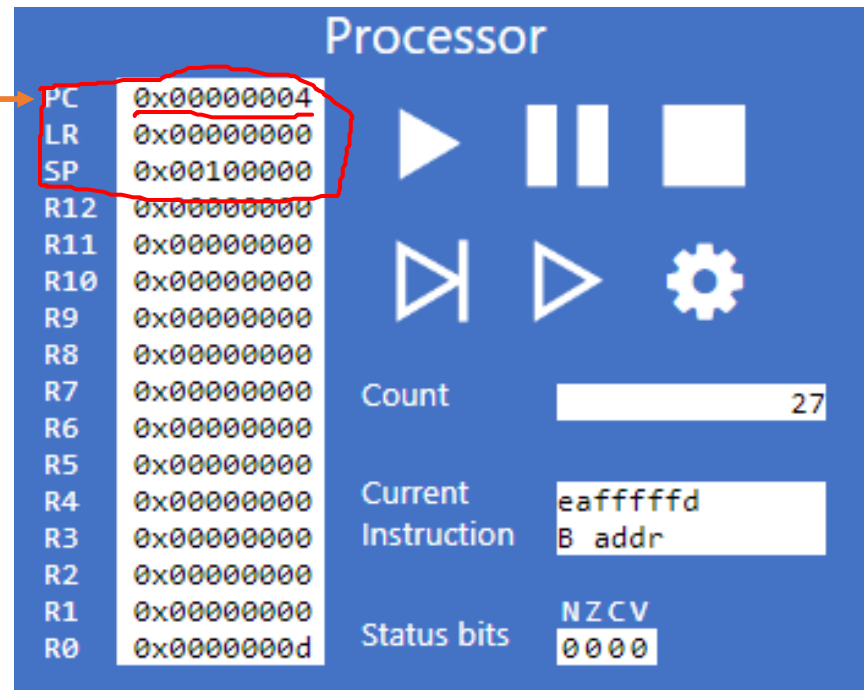 Processor
PC 0x00000004
LR 0x00000000
SP 0x00100000
R12 0x00000000
R11 0x00000000
R10 0x00000000
R9 0x00000000
R8 0x00000000
R7 0x00000000
R6 0x00000000
R5 0x00000000
R4 0x00000000
R3 0x00000000
R2 0x00000000
R1 0x00000000
R0 0x0000000d
Count 27
Current Instruction
eafffffd
B addr
Status bits
NZCV
0000